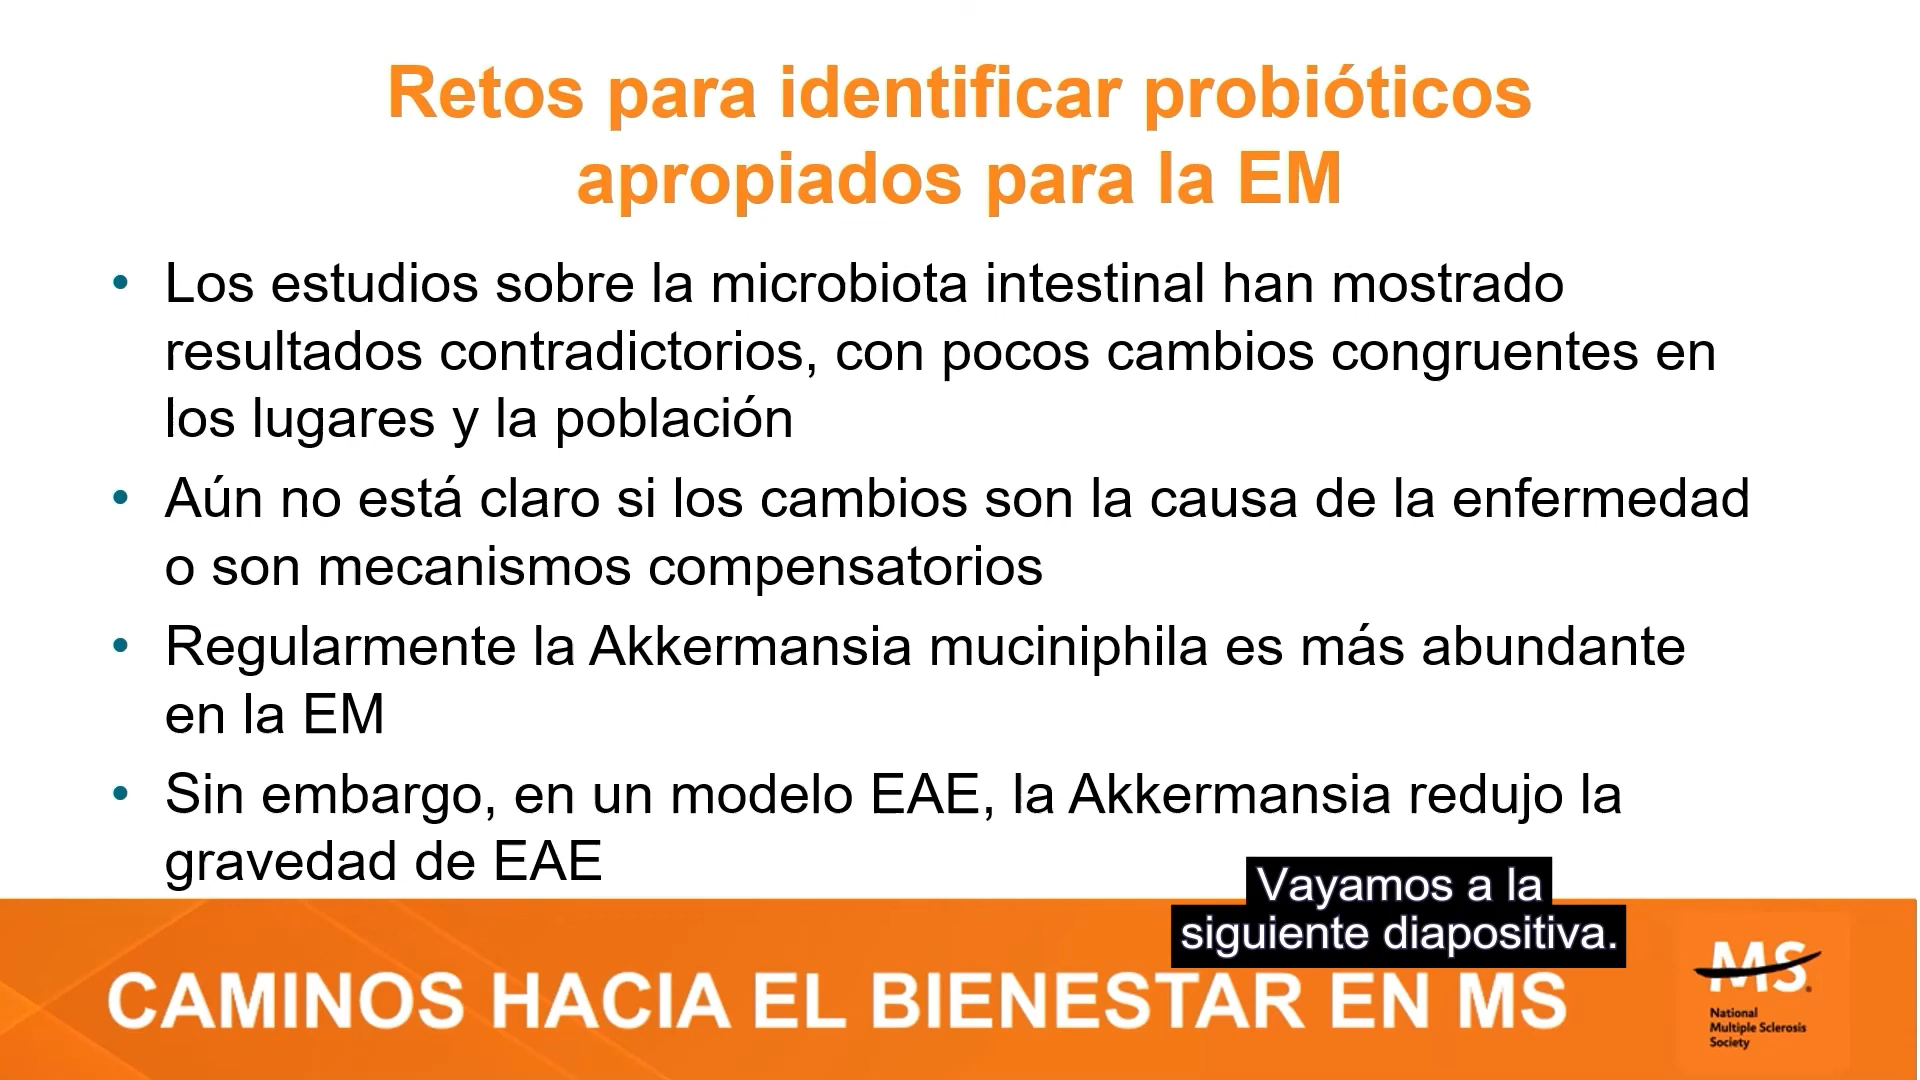 Retos para identificar probióticos
apropiados para la EM
• Los estudios sobre la microbiota intestinal han mostrado
resultados contradictorios, con pocos cambios congruentes en
los lugares y la población
• Aún no está claro si los cambios son la causa de la enfermedad
o son mecanismos compensatorios
• Regularmente la Akkermansia muciniphila es más abundante
en la EM
• Sin embargo, en un modelo EAE, la Akkermansia redujo la
gravedad de EAE
Vayamos a la
siguiente diapositiva.
CAMINOS HACIA EL BIENESTAR EN MS
MS
National
Multiple Sclerosis
Society